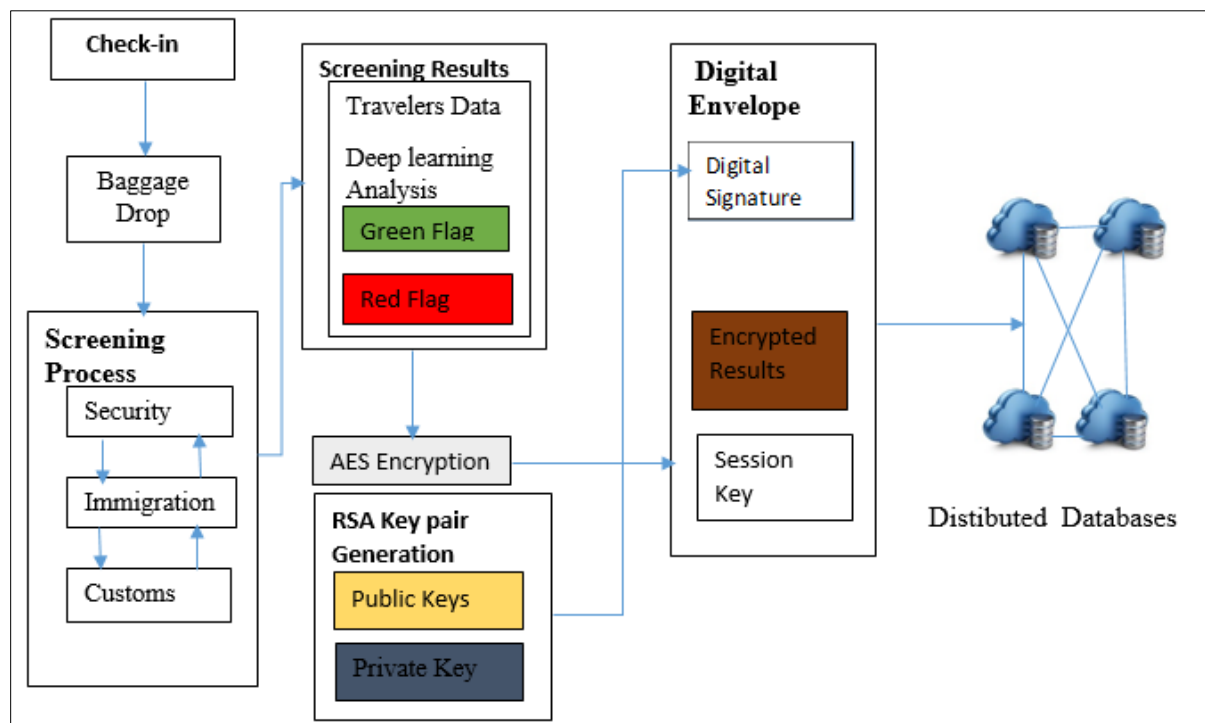 Check-in
Baggage
Drop
Screening
Process
Security
Immigration
Customs
Screening Results
Travelers Data
Deep learning
Analysis
Green Flag
Red Flag
AES Encryption
RSA Key pair
Generation
Public Keys
Private Key
Digital
Envelope
Digital
Signature
Encrypted
Results
Session
Key
Distibuted Databases